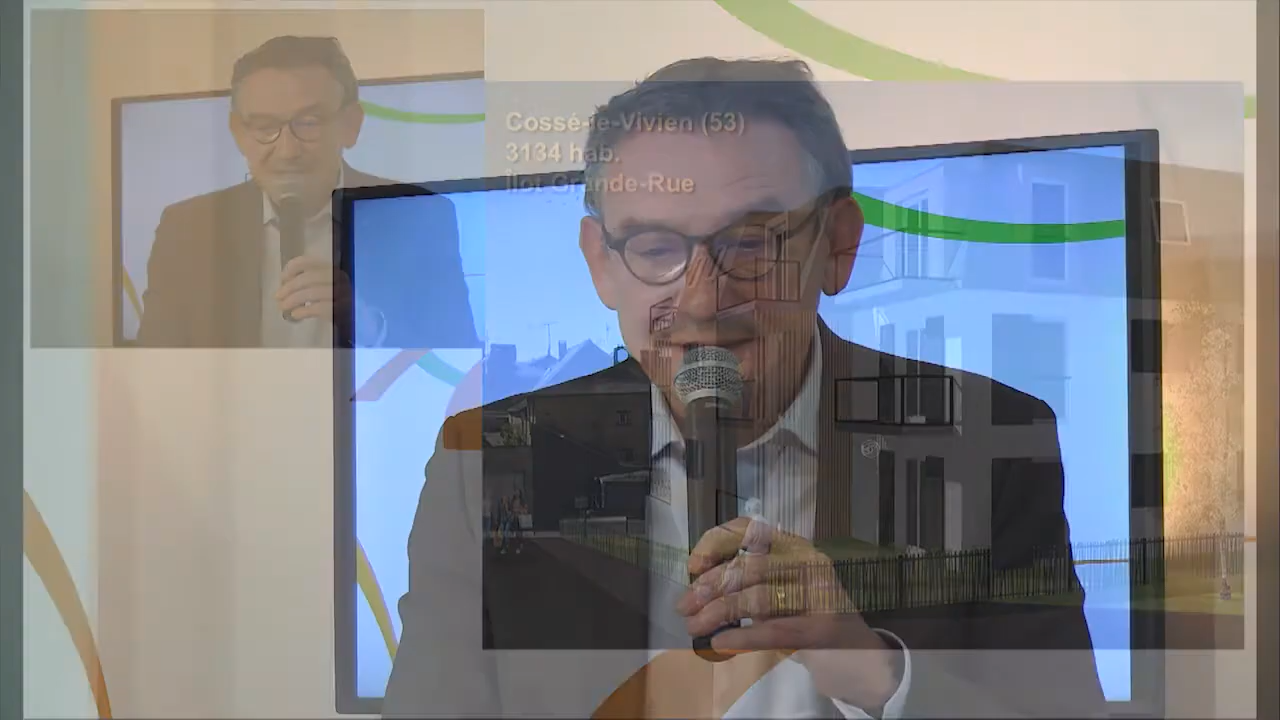 Cossé-le-Vivien (53)
3134 hab.
îlot Grande-Rue